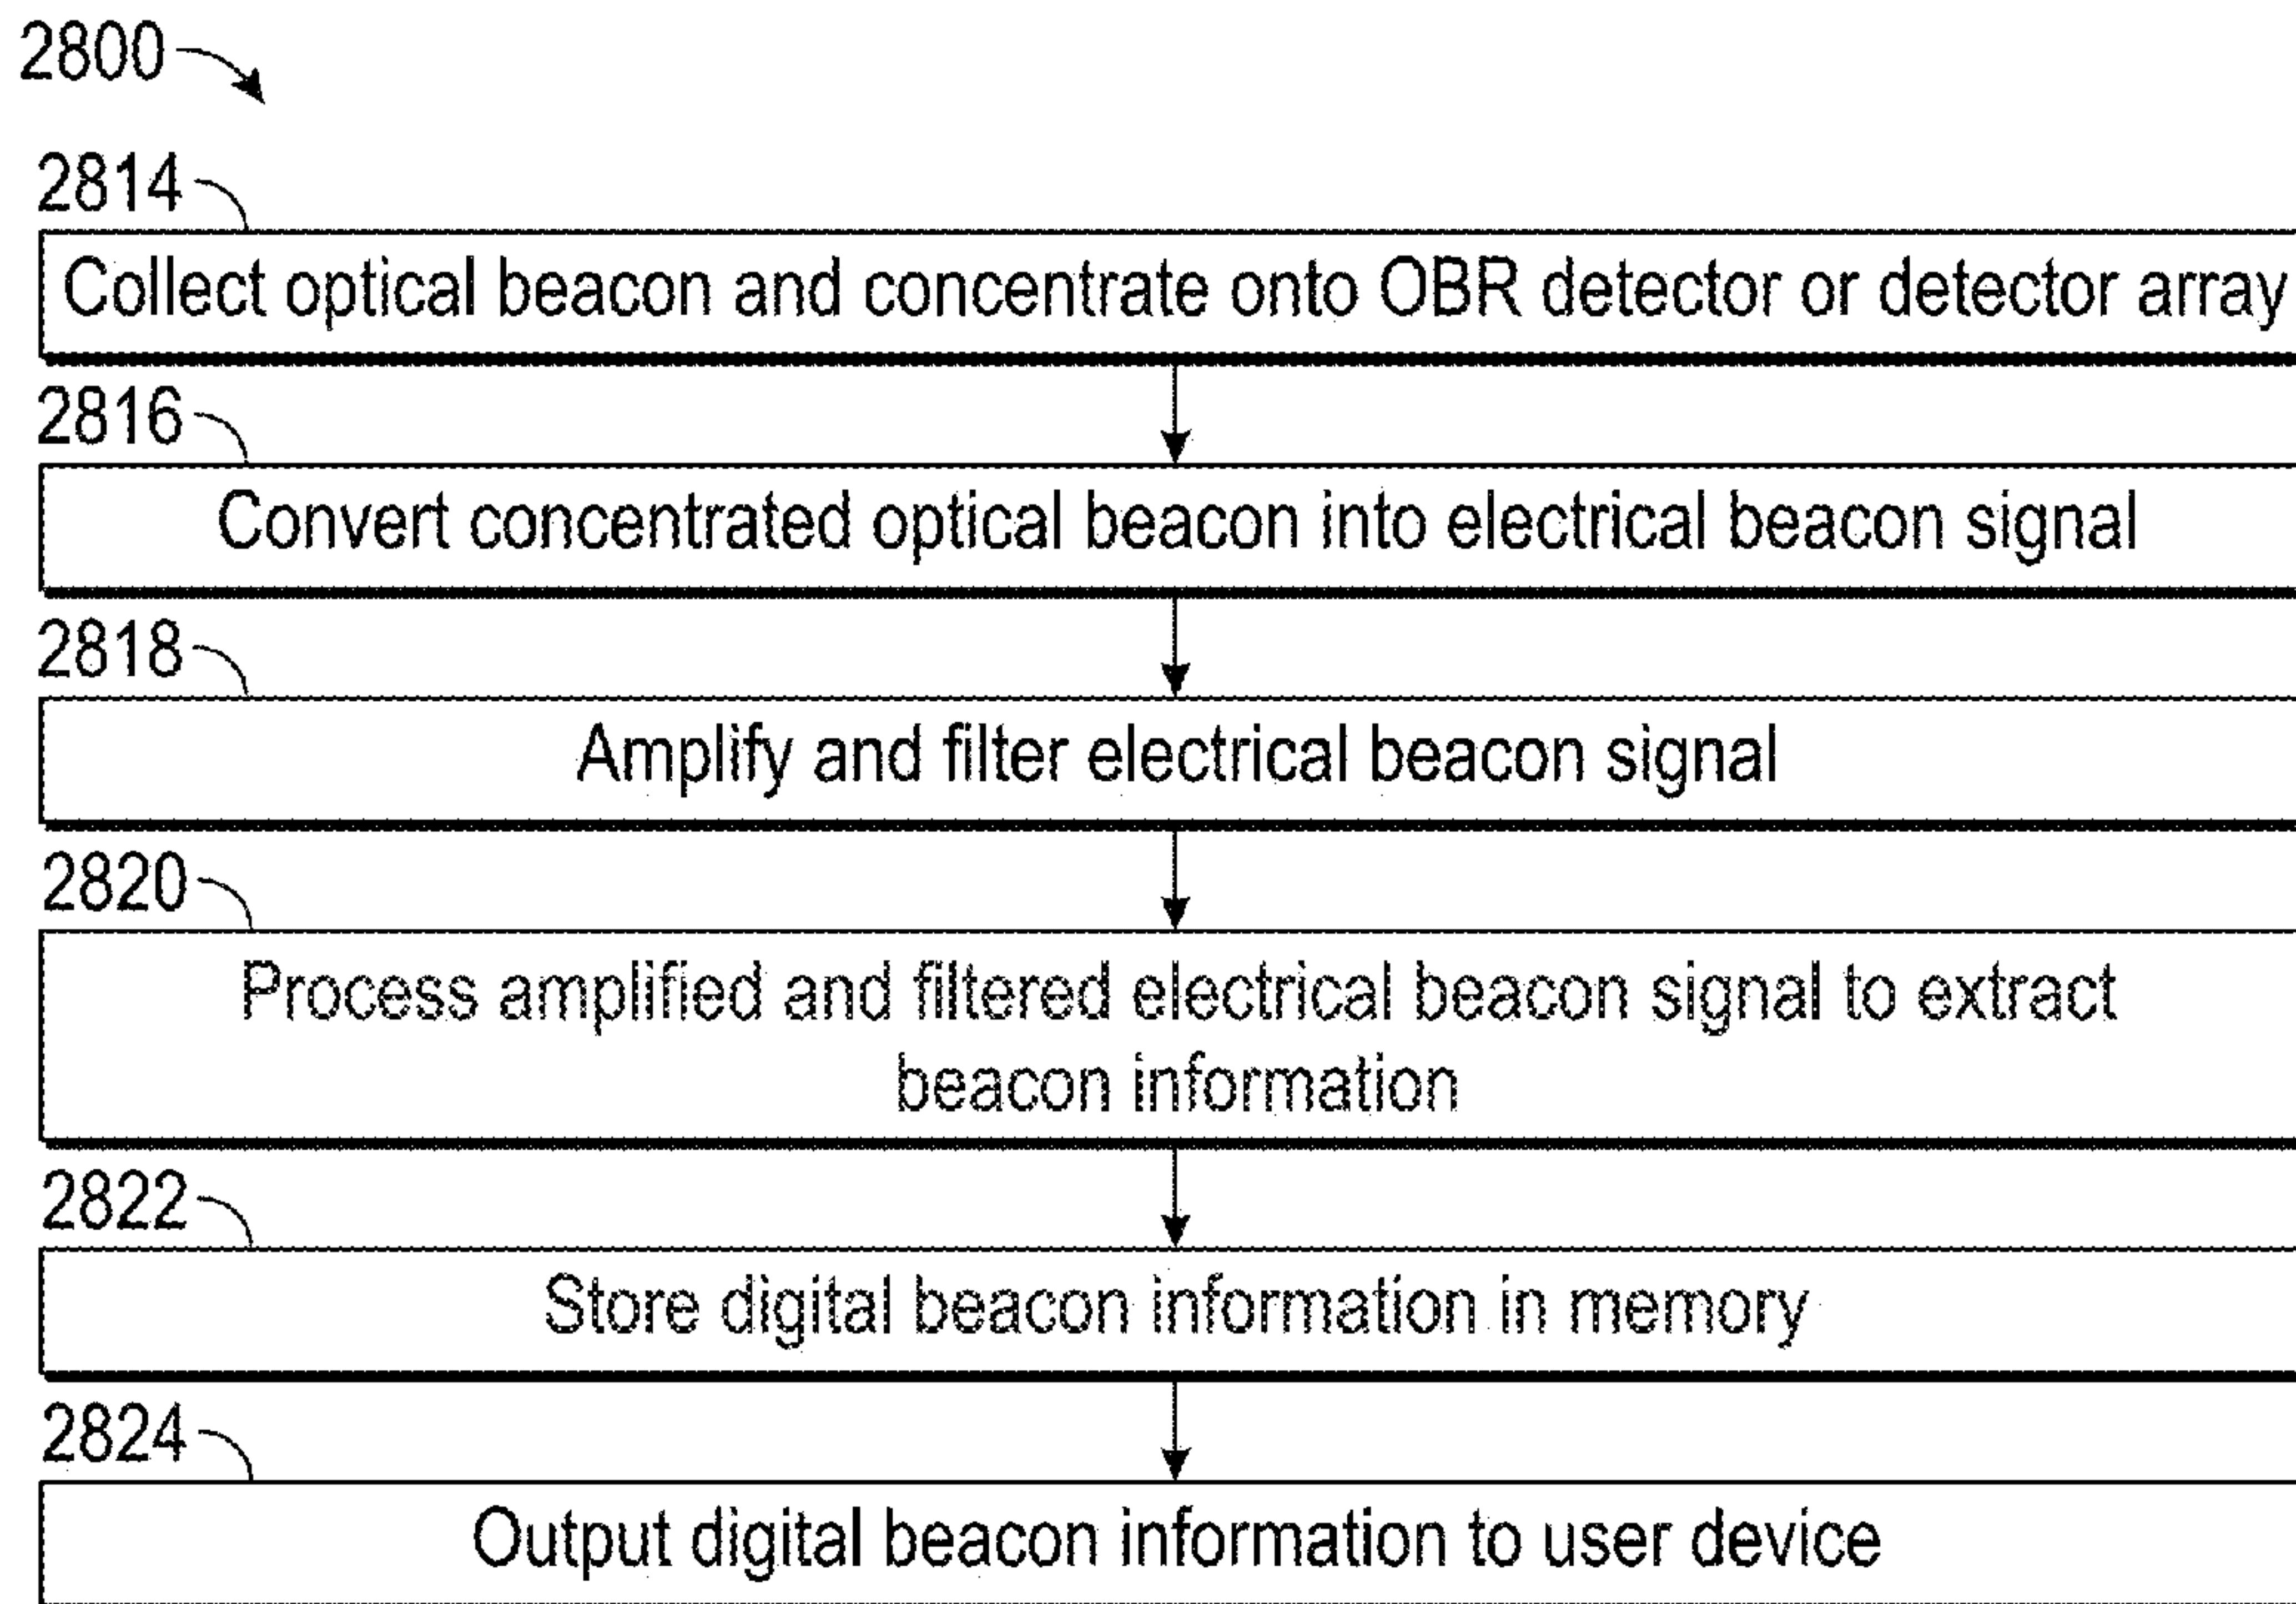 2800
2814
Collect optical beacon and concentrate onto OBR detector or detector array
2816
Convert concentrated optical beacon into electrical beacon signal
2818
Amplify and filter electrical beacon signal
2820
Process amplified and filtered electrical beacon signal to extract
beacon information
2822
Store digital beacon information in memory
2824
Output digital beacon information to user device